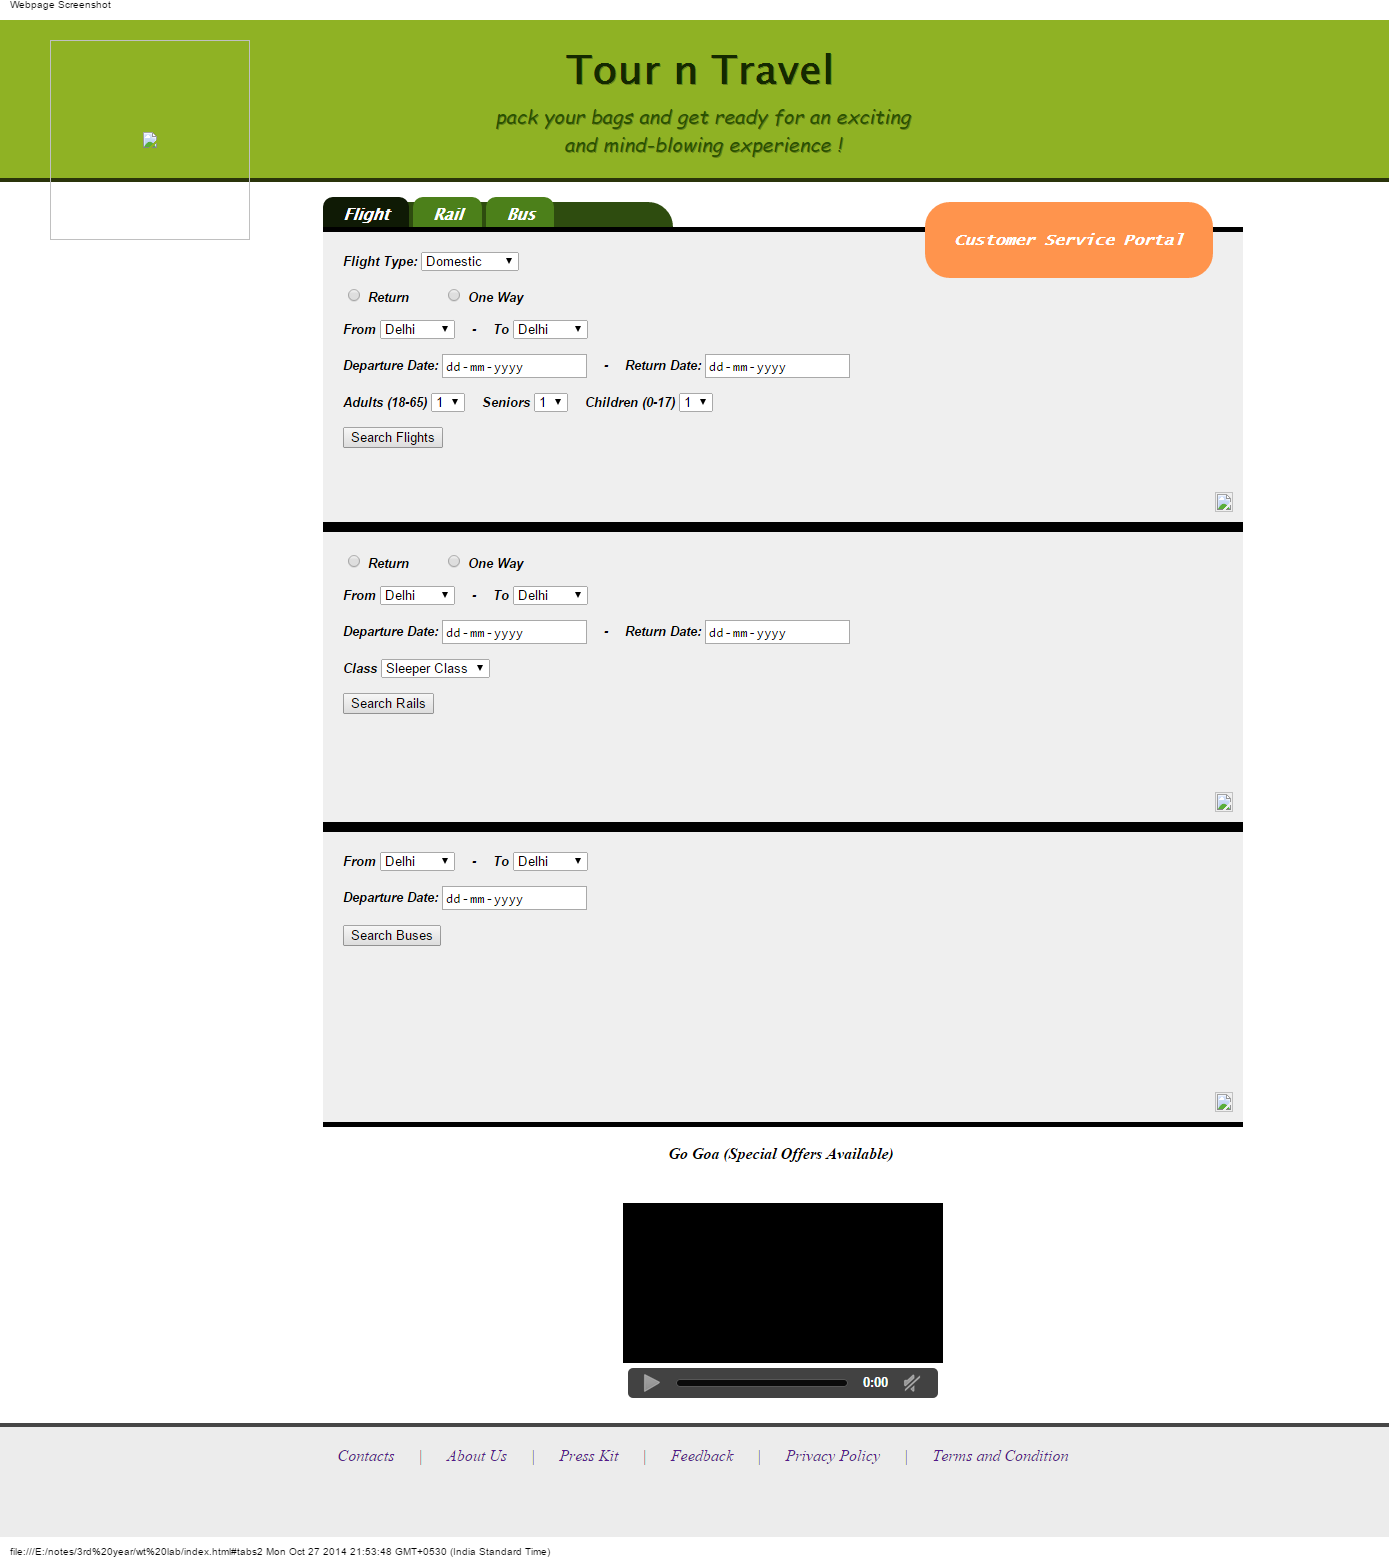 Webpage Screenshot
Tour n Travel
pack your bags and get ready for an exciting
and mind-blowing experience !
Flight Rail Bus
Customer Service Portal
Flight Type: Domestic
Return One Way
From Delhi - To Delhi
Departure Date: dd-mm-yyyy - Return Date: dd-mm-yyyy
Adults (18-65) 1 Seniors 1 Children (0-17) 1
Search Flights
Return One Way
From Delhi - To Delhi
Departure Date: dd-mm-yyyy - Return Date: dd-mm-yyyy
Class Sleeper Class
Search Rails
From Delhi - To Delhi
Departure Date: dd-mm-yyyy
Search Buses
Go Goa (Special Offers Available)
0:00
Contacts | About Us | Press Kit | Feedback | Privacy Policy | Terms and Condition
file:///E:/notes/3rd%20year/wt%20lab/index.html#tabs2 Mon Oct 27 2014 21:53:48 GMT+0530 (India Standard Time)